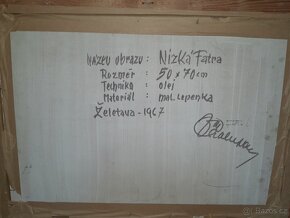 Název obrazu: Nízká Fatra
Rozměr: 50 x 70 cm
Technika: olej
Materiál: mal. lepenka
Želetava - 1967